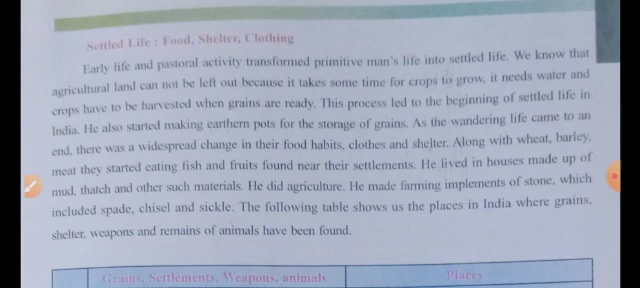 Settled Life : Food, Shelter, Clothing
Early life and pastoral activity transformed primitive man's life into settled life. We know that
agricultural land can not be left out because it takes some time for crops to grow, it needs water and
crops have to be harvested when grains are ready. This process led to the beginning of settled life in
India. He also started making earthern pots for the storage of grains. As the wandering life came to an
end, there was a widespread change in their food habits, clothes and shelter. Along with wheat, barley,
meat they started eating fish and fruits found near their settlements. He lived in houses made up of
mud, thatch and other such materials. He did agriculture. He made farming implements of stone, which
included spade, chisel and sickle. The following table shows us the places in India where grains,
shelter, weapons and remains of animals have been found.
Grains, Settlements, Weapons, animals
Places